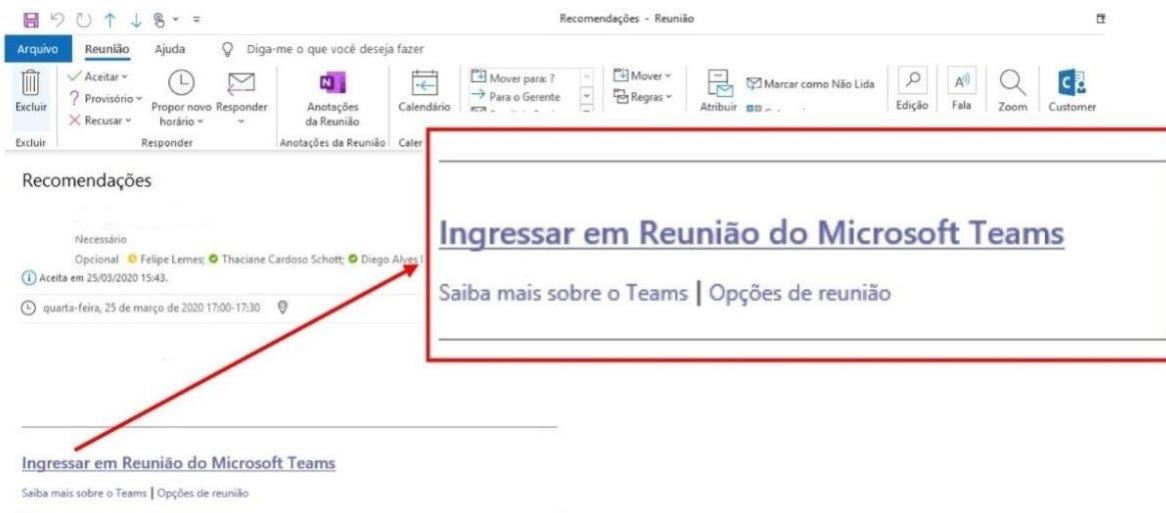 Recomendações - Reunião
Arquivo Reunião Ajuda Diga-me o que você deseja fazer
Excluir
Aceitar
Provisório
Recusar
Propor novo horário
Responder
Anotações da Reunião
Calendário
Mover para: ?
Para o Gerente
Mover
Regras
Atribuir
Marcar como Não Lida
Edição
Fala
Zoom
Customer
Excluir Responder Anotações da Reunião Caler
Recomendações
Necessário
Opcional Felipe Lemes; Thaciane Cardoso Schott; Diego Alves
Aceita em 25/03/2020 15:43.
quarta-feira, 25 de março de 2020 17:00-17:30
Ingressar em Reunião do Microsoft Teams
Saiba mais sobre o Teams | Opções de reunião
Ingressar em Reunião do Microsoft Teams
Saiba mais sobre o Teams | Opções de reunião